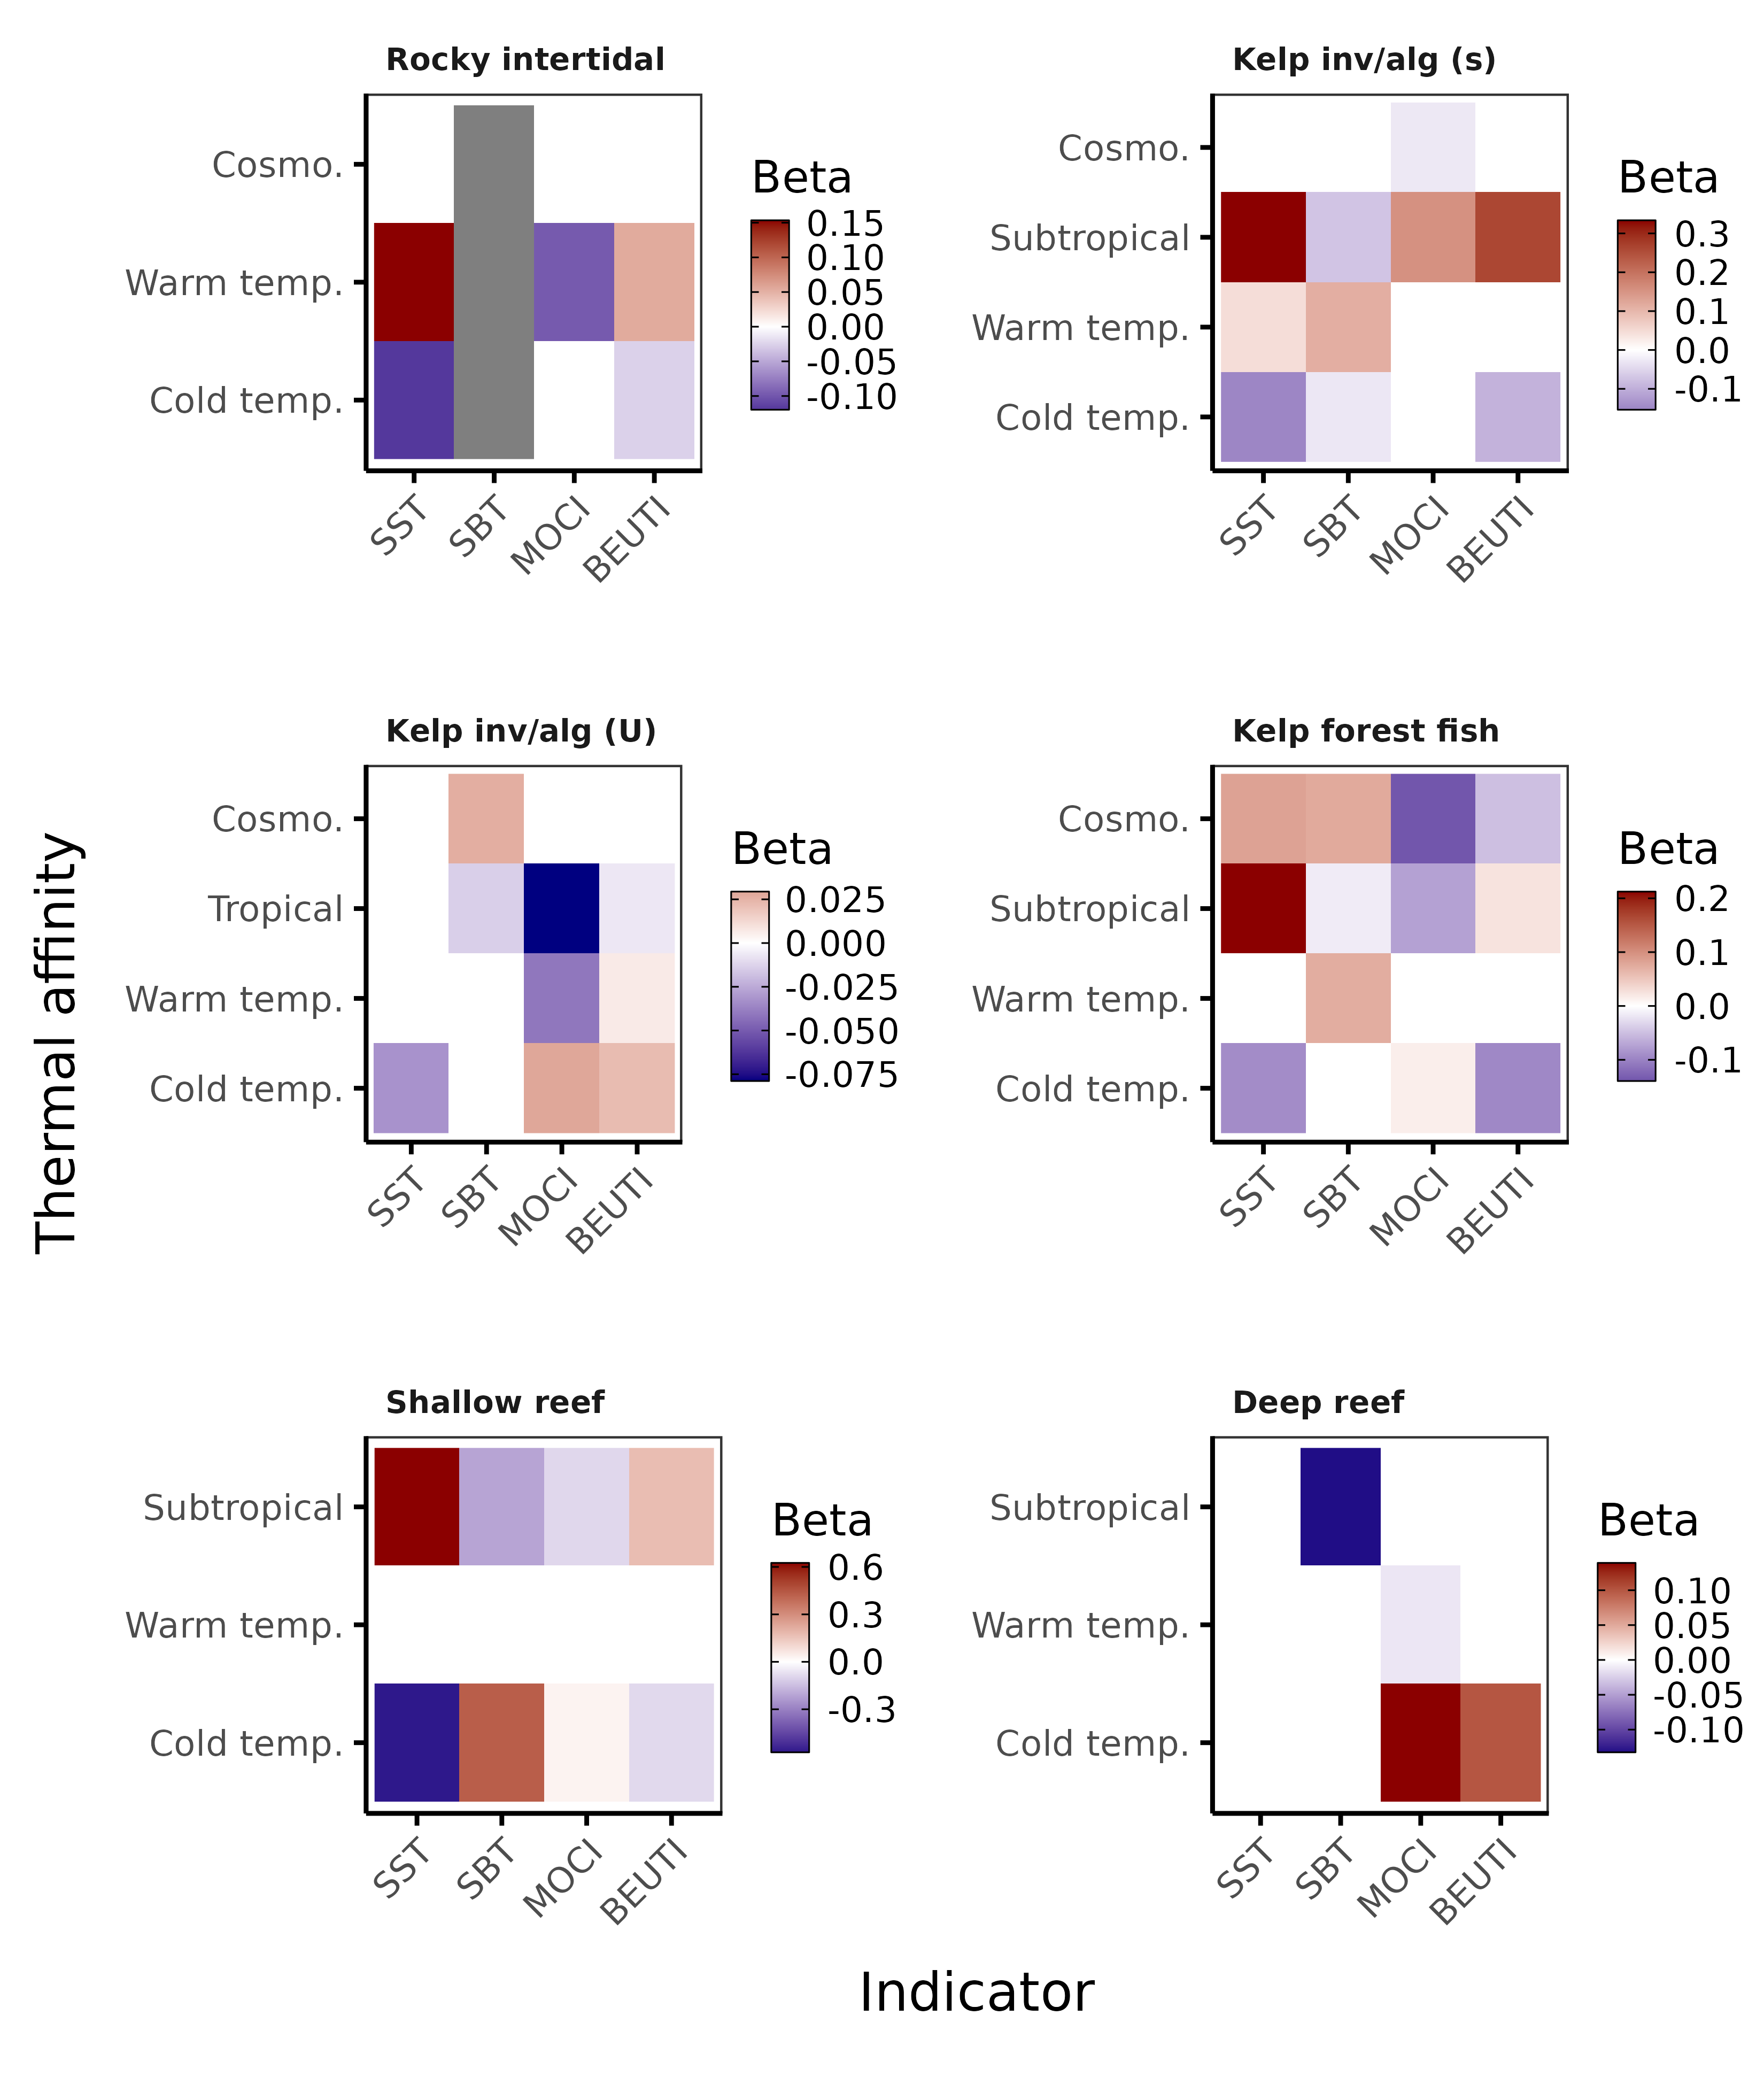 Rocky intertidal
Cosmo.
Warm temp.
Cold temp.
SST
SBT
MOCI
BEUTI
Beta
0.15
0.10
0.05
0.00
-0.05
-0.10
Kelp inv/alg (s)
Cosmo.
Subtropical
Warm temp.
Cold temp.
SST
SBT
MOCI
BEUTI
Beta
0.3
0.2
0.1
0.0
-0.1
Thermal affinity
Kelp inv/alg (U)
Cosmo.
Tropical
Warm temp.
Cold temp.
SST
SBT
MOCI
BEUTI
Beta
0.025
0.000
-0.025
-0.050
-0.075
Kelp forest fish
Cosmo.
Subtropical
Warm temp.
Cold temp.
SST
SBT
MOCI
BEUTI
Beta
0.2
0.1
0.0
-0.1
Shallow reef
Subtropical
Warm temp.
Cold temp.
SST
SBT
MOCI
BEUTI
Beta
0.6
0.3
0.0
-0.3
Deep reef
Subtropical
Warm temp.
Cold temp.
SST
SBT
MOCI
BEUTI
Beta
0.10
0.05
0.00
-0.05
-0.10
Indicator